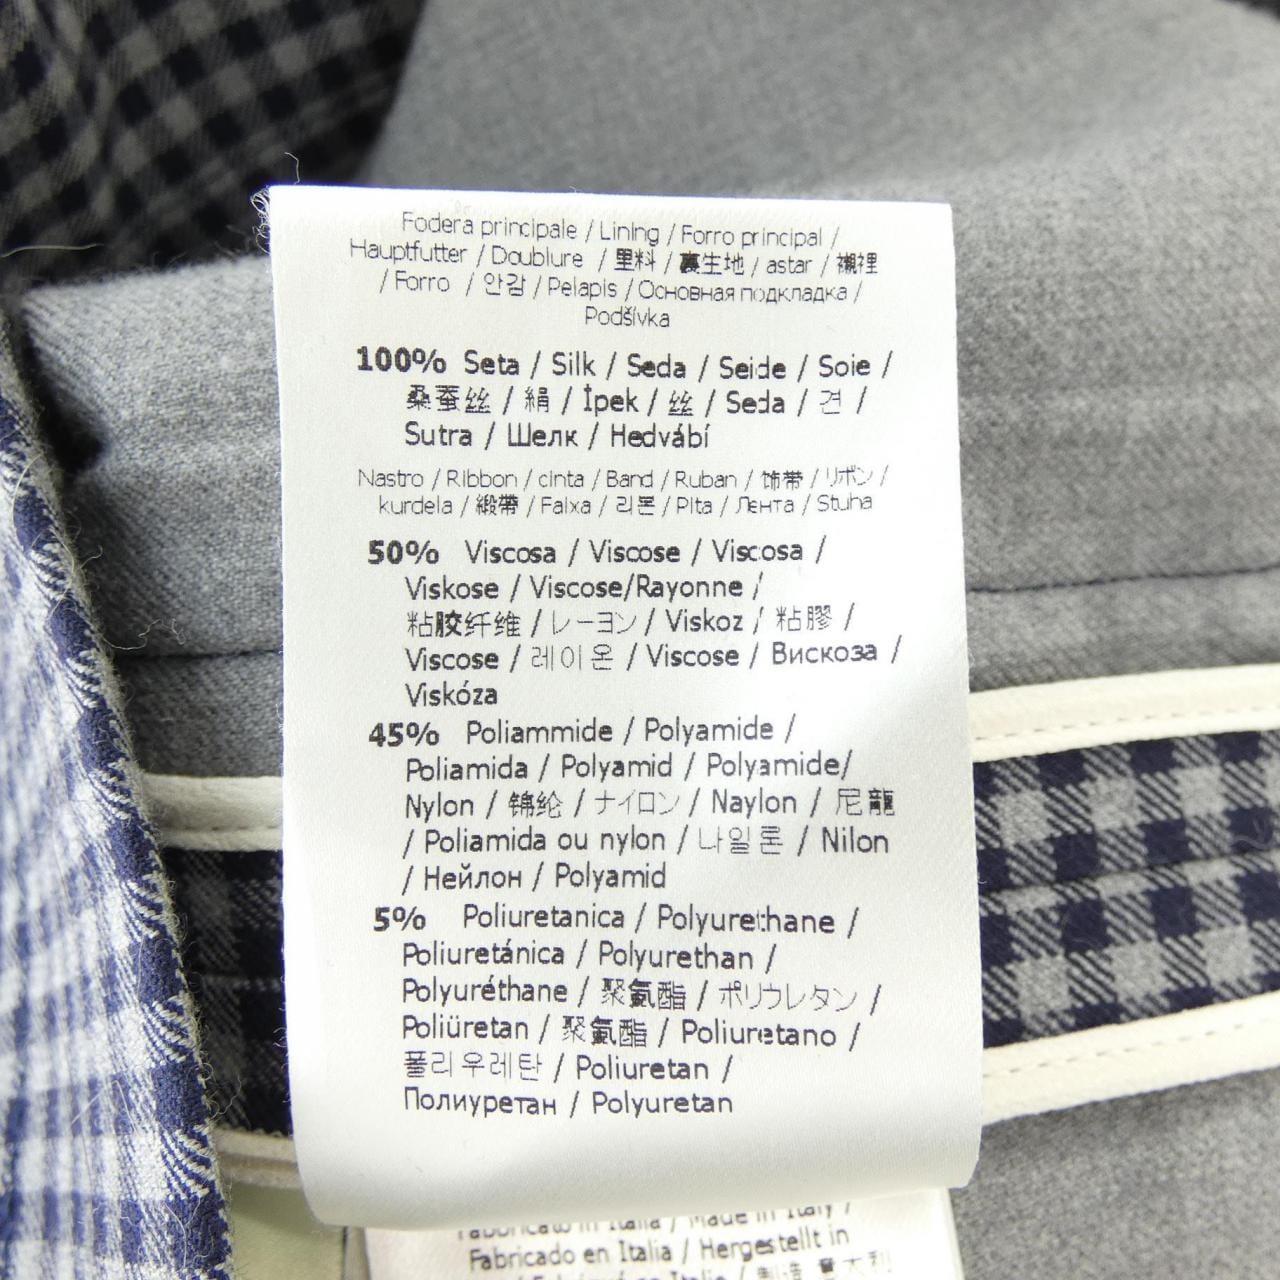 Fodera principale / Lining / Forro principal /
Hauptfutter / Doublure / 里料 / 裏生地 / astar / 襯裡
/ Forro / 안감 / Pelapis / Основная подкладка /
Podšívka
100% Seta / Silk / Seda / Seide / Soie /
桑蚕丝 / 絹 / İpek / 丝 / Seda / 견 /
Sutra / Шелк / Hedvábí
Nastro / Ribbon / cinta / Band / Ruban / 饰带 / リボン /
kurdela / 緞帶 / Faixa / 리본 / Pita / Лента / Stuha
50% Viscosa / Viscose / Viscosa /
Viskose / Viscose/Rayonne /
粘胶纤维 / レーヨン / Viskoz / 粘膠 /
Viscose / 레이온 / Viscose / Вискоза /
Viskóza
45% Poliammide / Polyamide /
Poliamida / Polyamid / Polyamide/
Nylon / 锦纶 / ナイロン / Naylon / 尼龍
/ Poliamida ou nylon / 나일론 / Nilon
/ Нейлон / Polyamid
5% Poliuretanica / Polyurethane /
Poliuretánica / Polyurethan /
Polyuréthane / 聚氨酯 / ポリウレタン /
Poliüretan / 聚氨酯 / Poliuretano /
폴리우레탄 / Poliuretan /
Полиуретан / Polyuretan
Fabricato in Italia / Made in Italy /
Fabricado en Italia / Hergestellt in